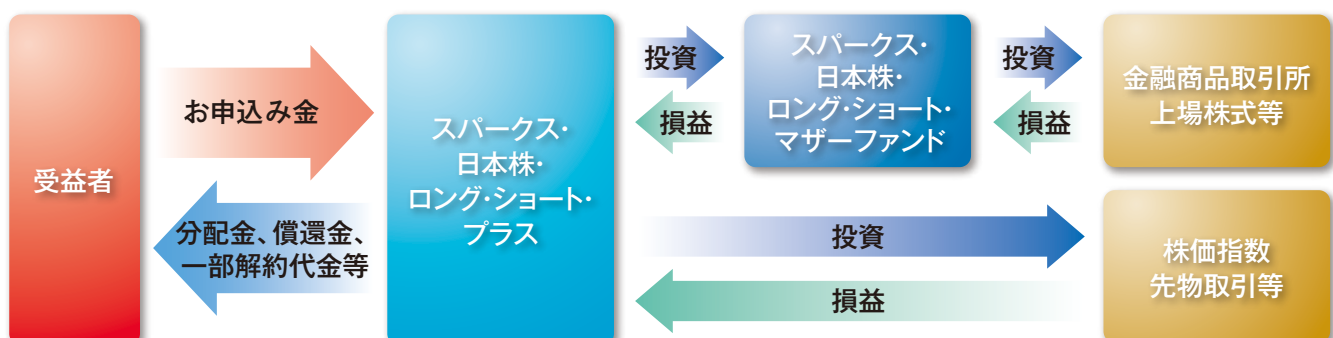 受益者
お申込み金
分配金、償還金、
一部解約代金等
スパークス・
日本株・
ロング・ショート・
プラス
投資
損益
スパークス・
日本株・
ロング・ショート・
マザーファンド
投資
損益
金融商品取引所
上場株式等
投資
損益
株価指数
先物取引等